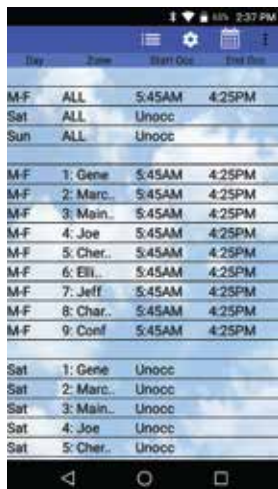 2:37 PM
Day Zone Start Occ End Occ
M-F ALL 5:45AM 4:25PM
Sat ALL Unocc
Sun ALL Unocc
M-F 1: Gene 5:45AM 4:25PM
M-F 2: Marc.. 5:45AM 4:25PM
M-F 3: Main.. 5:45AM 4:25PM
M-F 4: Joe 5:45AM 4:25PM
M-F 5: Cher.. 5:45AM 4:25PM
M-F 6: Elli.. 5:45AM 4:25PM
M-F 7: Jeff 5:45AM 4:25PM
M-F 8: Char.. 5:45AM 4:25PM
M-F 9: Conf 5:45AM 4:25PM
Sat 1: Gene Unocc
Sat 2: Marc.. Unocc
Sat 3: Main.. Unocc
Sat 4: Joe Unocc
Sat 5: Cher.. Unocc